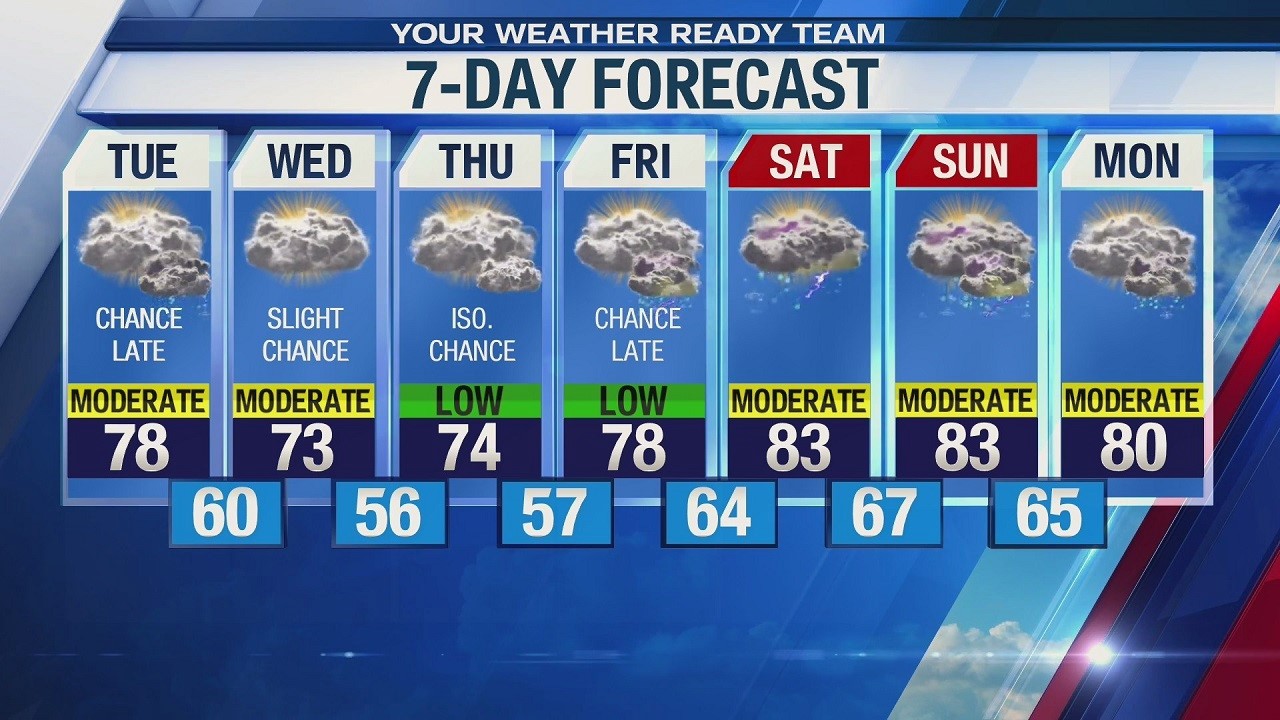 YOUR WEATHER READY TEAM
7-DAY FORECAST
TUE WED THU FRI SAT SUN MON
CHANCE SLIGHT ISO. CHANCE
LATE CHANCE CHANCE LATE
MODERATE MODERATE LOW LOW MODERATE MODERATE MODERATE
78 73 74 78 83 83 80
60 56 57 64 67 65